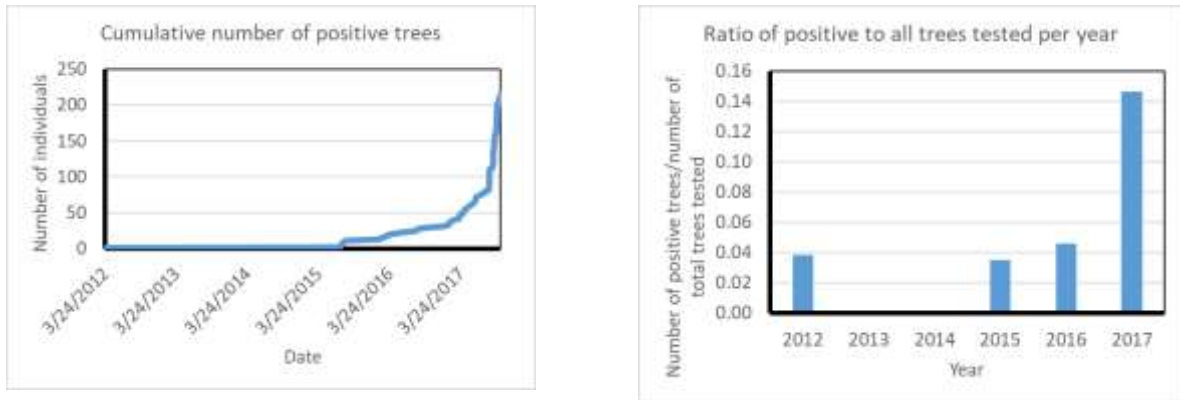 Cumulative number of positive trees
Number of individuals
250
200
150
100
50
0
3/24/2012
3/24/2013
3/24/2014
3/24/2015
3/24/2016
3/24/2017
Date
Ratio of positive to all trees tested per year
Number of positive trees/number of
total trees tested
0.16
0.14
0.12
0.10
0.08
0.06
0.04
0.02
0.00
2012 2013 2014 2015 2016 2017
Year